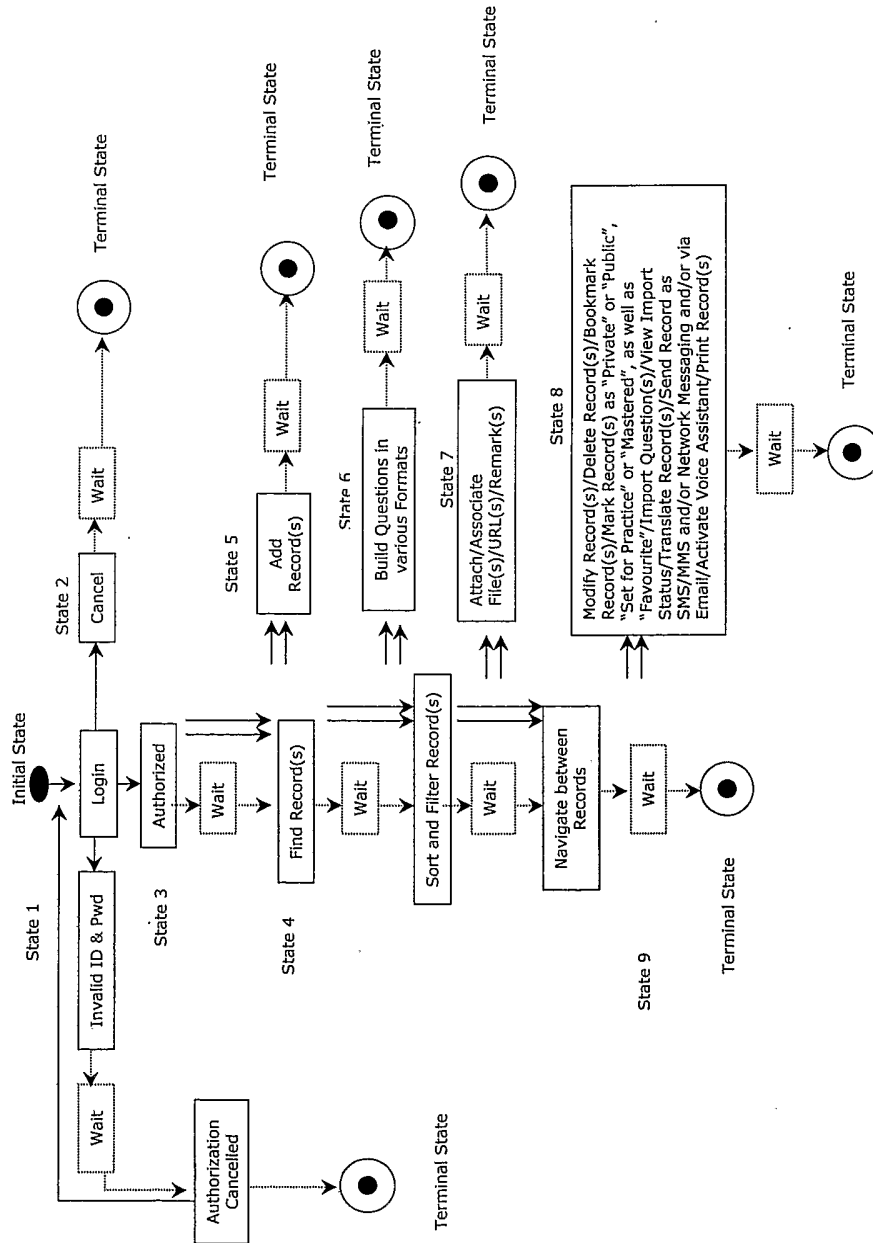 Initial State
State 1
Login
State 2
Cancel
Wait
Terminal State
Invalid ID & Pwd
Wait
Authorization
Cancelled
Terminal State
State 3
Authorized
Wait
State 4
Find Record(s)
Wait
Sort and Filter Record(s)
Wait
Navigate between
Records
State 9
Wait
Terminal State
State 5
Add
Record(s)
Wait
Terminal State
State 6
Build Questions in
various Formats
Wait
Terminal State
State 7
Attach/Associate
File(s)/URL(s)/Remark(s)
Wait
Terminal State
State 8
Modify Record(s)/Delete Record(s)/Bookmark
Record(s)/Mark Record(s) as “Private” or “Public”,
“Set for Practice” or “Mastered”, as well as
“Favourite”/Import Question(s)/View Import
Status/Translate Record(s)/Send Record as
SMS/MMS and/or Network Messaging and/or via
Email/Activate Voice Assistant/Print Record(s)
Wait
Terminal State